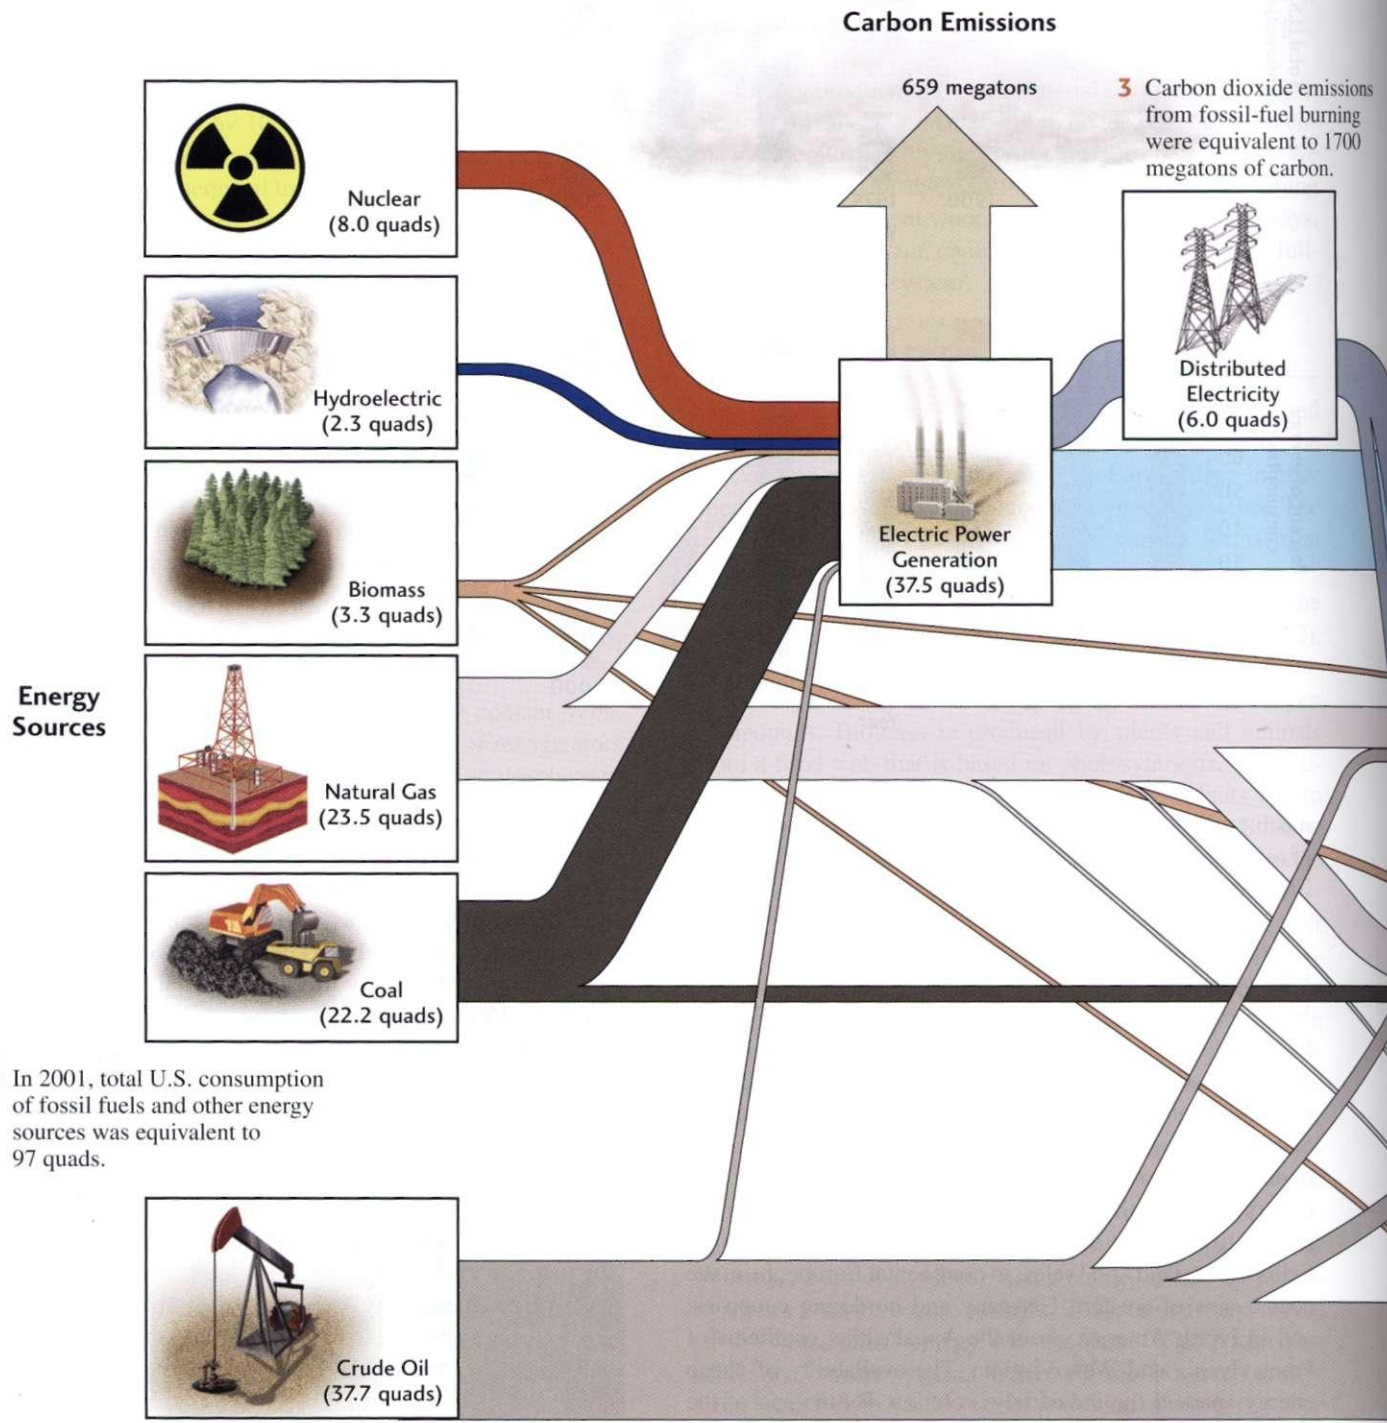 Carbon Emissions
659 megatons
3 Carbon dioxide emissions
from fossil-fuel burning
were equivalent to 1700
megatons of carbon.
Nuclear
(8.0 quads)
Hydroelectric
(2.3 quads)
Distributed
Electricity
(6.0 quads)
Biomass
(3.3 quads)
Electric Power
Generation
(37.5 quads)
Energy
Sources
Natural Gas
(23.5 quads)
Coal
(22.2 quads)
In 2001, total U.S. consumption
of fossil fuels and other energy
sources was equivalent to
97 quads.
Crude Oil
(37.7 quads)